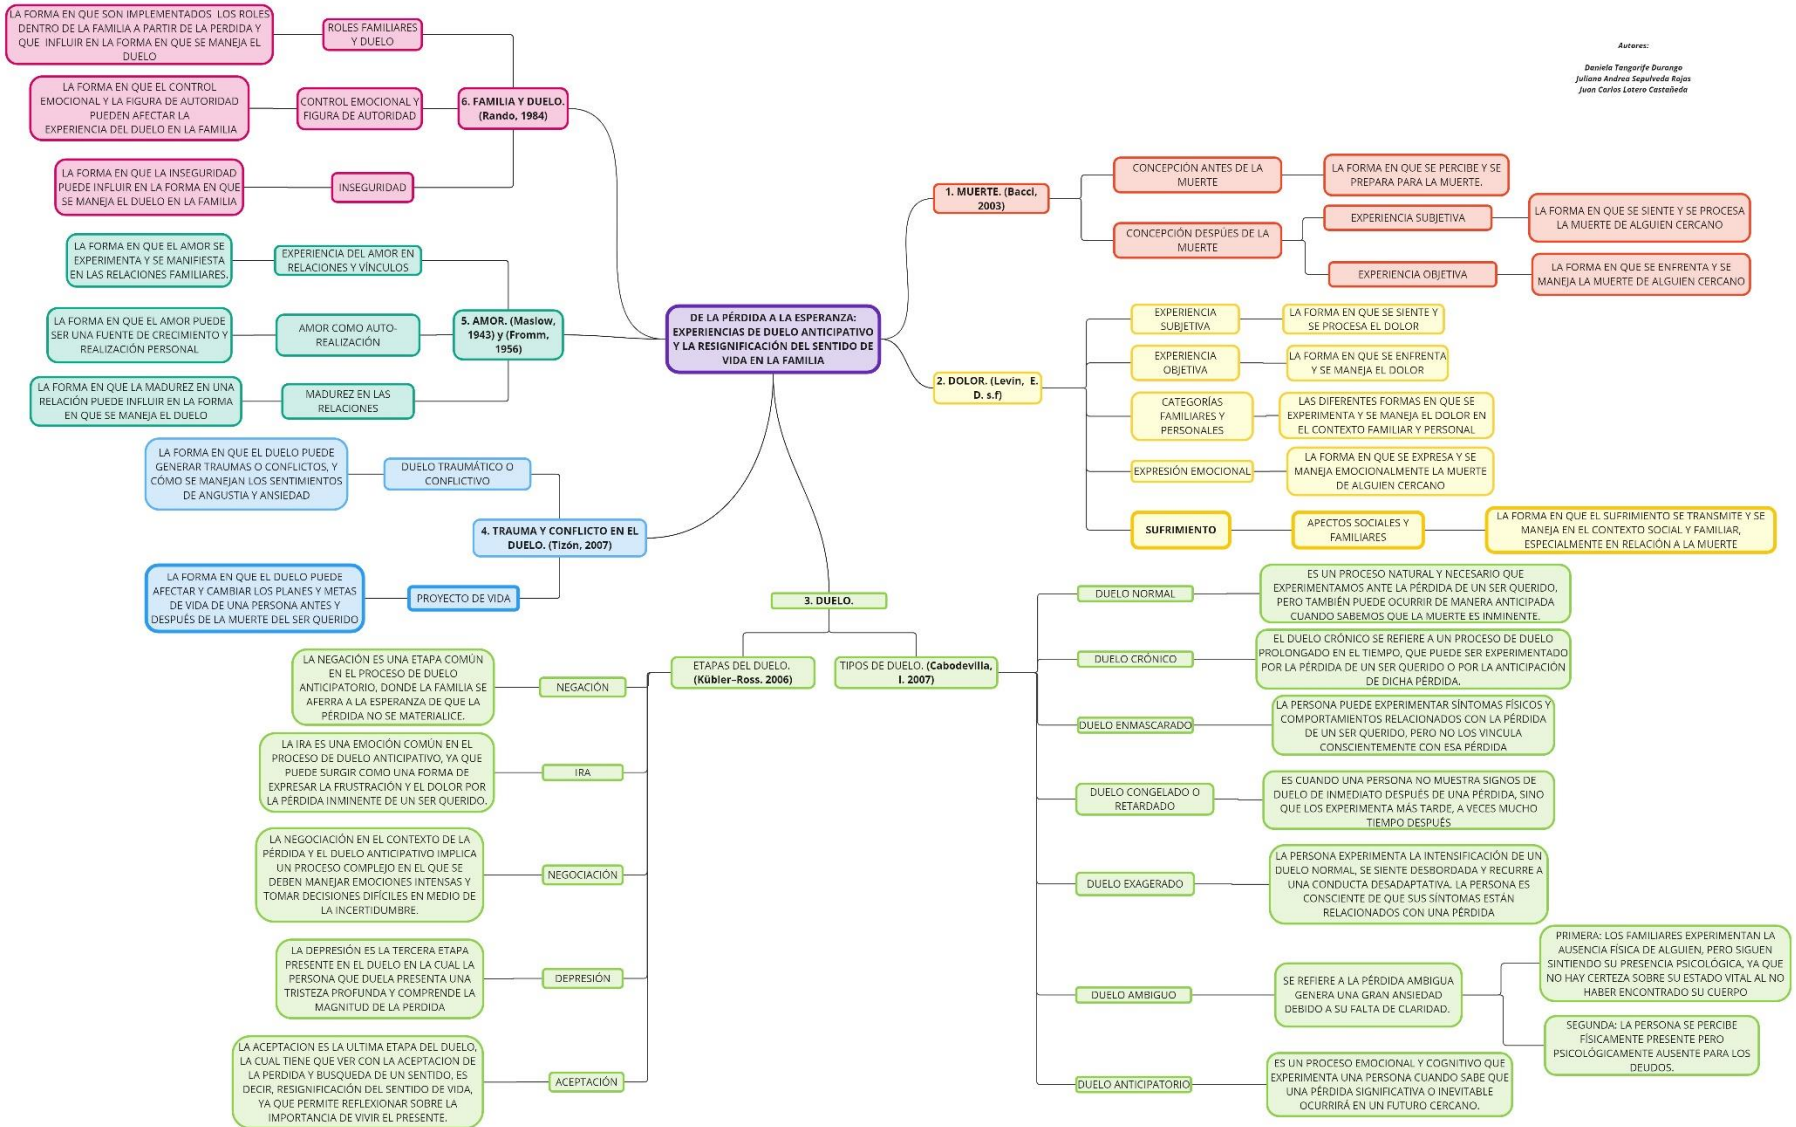 Autores:
Daniela Tangarife Durango
Juliana Andrea Sepulveda Rojas
Juan Carlos Lotero Castañeda
DE LA PÉRDIDA A LA ESPERANZA:
EXPERIENCIAS DE DUELO ANTICIPATIVO
Y LA RESIGNIFICACIÓN DEL SENTIDO DE
VIDA EN LA FAMILIA
1. MUERTE. (Bacci,
2003)
CONCEPCIÓN ANTES DE LA
MUERTE
LA FORMA EN QUE SE PERCIBE Y SE
PREPARA PARA LA MUERTE.
CONCEPCIÓN DESPÚES DE LA
MUERTE
EXPERIENCIA SUBJETIVA
LA FORMA EN QUE SE SIENTE Y SE PROCESA
LA MUERTE DE ALGUIEN CERCANO
EXPERIENCIA OBJETIVA
LA FORMA EN QUE SE ENFRENTA Y SE
MANEJA LA MUERTE DE ALGUIEN CERCANO
2. DOLOR. (Levin, E.
D. s.f)
EXPERIENCIA
SUBJETIVA
LA FORMA EN QUE SE SIENTE Y
SE PROCESA EL DOLOR
EXPERIENCIA
OBJETIVA
LA FORMA EN QUE SE ENFRENTA
Y SE MANEJA EL DOLOR
CATEGORÍAS
FAMILIARES Y
PERSONALES
LAS DIFERENTES FORMAS EN QUE SE
EXPERIMENTA Y SE MANEJA EL DOLOR EN
EL CONTEXTO FAMILIAR Y PERSONAL
EXPRESIÓN EMOCIONAL
LA FORMA EN QUE SE EXPRESA Y SE
MANEJA EMOCIONALMENTE LA MUERTE
DE ALGUIEN CERCANO
SUFRIMIENTO
APECTOS SOCIALES Y
FAMILIARES
LA FORMA EN QUE EL SUFRIMIENTO SE TRANSMITE Y SE
MANEJA EN EL CONTEXTO SOCIAL Y FAMILIAR,
ESPECIALMENTE EN RELACIÓN A LA MUERTE
3. DUELO.
ETAPAS DEL DUELO.
(Kübler–Ross. 2006)
NEGACIÓN
LA NEGACIÓN ES UNA ETAPA COMÚN
EN EL PROCESO DE DUELO
ANTICIPATORIO, DONDE LA FAMILIA SE
AFERRA A LA ESPERANZA DE QUE LA
PÉRDIDA NO SE MATERIALICE.
IRA
LA IRA ES UNA EMOCIÓN COMÚN EN EL
PROCESO DE DUELO ANTICIPATIVO, YA QUE
PUEDE SURGIR COMO UNA FORMA DE
EXPRESAR LA FRUSTRACIÓN Y EL DOLOR POR
LA PÉRDIDA INMINENTE DE UN SER QUERIDO.
NEGOCIACIÓN
LA NEGOCIACIÓN EN EL CONTEXTO DE LA
PÉRDIDA Y EL DUELO ANTICIPATIVO IMPLICA
UN PROCESO COMPLEJO EN EL QUE SE
DEBEN MANEJAR EMOCIONES INTENSAS Y
TOMAR DECISIONES DIFÍCILES EN MEDIO DE
LA INCERTIDUMBRE.
DEPRESIÓN
LA DEPRESIÓN ES LA TERCERA ETAPA
PRESENTE EN EL DUELO EN LA CUAL LA
PERSONA QUE DUELA PRESENTA UNA
TRISTEZA PROFUNDA Y COMPRENDE LA
MAGNITUD DE LA PERDIDA
ACEPTACIÓN
LA ACEPTACION ES LA ULTIMA ETAPA DEL DUELO,
LA CUAL TIENE QUE VER CON LA ACEPTACION DE
LA PERDIDA Y BUSQUEDA DE UN SENTIDO, ES
DECIR, RESIGNIFICACIÓN DEL SENTIDO DE VIDA,
YA QUE PERMITE REFLEXIONAR SOBRE LA
IMPORTANCIA DE VIVIR EL PRESENTE.
TIPOS DE DUELO. (Cabodevilla,
I. 2007)
DUELO NORMAL
ES UN PROCESO NATURAL Y NECESARIO QUE
EXPERIMENTAMOS ANTE LA PÉRDIDA DE UN SER QUERIDO,
PERO TAMBIÉN PUEDE OCURRIR DE MANERA ANTICIPADA
CUANDO SABEMOS QUE LA MUERTE ES INMINENTE.
DUELO CRÓNICO
EL DUELO CRÓNICO SE REFIERE A UN PROCESO DE DUELO
PROLONGADO EN EL TIEMPO, QUE PUEDE SER EXPERIMENTADO
POR LA PÉRDIDA DE UN SER QUERIDO O POR LA ANTICIPACIÓN
DE DICHA PÉRDIDA.
DUELO ENMASCARADO
LA PERSONA PUEDE EXPERIMENTAR SÍNTOMAS FÍSICOS Y
COMPORTAMIENTOS RELACIONADOS CON LA PÉRDIDA
DE UN SER QUERIDO, PERO NO LOS VINCULA
CONSCIENTEMENTE CON ESA PÉRDIDA
DUELO CONGELADO O
RETARDADO
ES CUANDO UNA PERSONA NO MUESTRA SIGNOS DE
DUELO DE INMEDIATO DESPUÉS DE UNA PÉRDIDA, SINO
QUE LOS EXPERIMENTA MÁS TARDE, A VECES MUCHO
TIEMPO DESPUÉS
DUELO EXAGERADO
LA PERSONA EXPERIMENTA LA INTENSIFICACIÓN DE UN
DUELO NORMAL, SE SIENTE DESBORDADA Y RECURRE A
UNA CONDUCTA DESADAPTATIVA. LA PERSONA ES
CONSCIENTE DE QUE SUS SÍNTOMAS ESTÁN
RELACIONADOS CON UNA PÉRDIDA
DUELO AMBIGUO
SE REFIERE A LA PÉRDIDA AMBIGUA
GENERA UNA GRAN ANSIEDAD
DEBIDO A SU FALTA DE CLARIDAD.
PRIMERA: LOS FAMILIARES EXPERIMENTAN LA
AUSENCIA FÍSICA DE ALGUIEN, PERO SIGUEN
SINTIENDO SU PRESENCIA PSICOLÓGICA, YA QUE
NO HAY CERTEZA SOBRE SU ESTADO VITAL AL NO
HABER ENCONTRADO SU CUERPO
SEGUNDA: LA PERSONA SE PERCIBE
FÍSICAMENTE PRESENTE PERO
PSICOLÓGICAMENTE AUSENTE PARA LOS
DEUDOS.
DUELO ANTICIPATORIO
ES UN PROCESO EMOCIONAL Y COGNITIVO QUE
EXPERIMENTA UNA PERSONA CUANDO SABE QUE
UNA PÉRDIDA SIGNIFICATIVA O INEVITABLE
OCURRIRÁ EN UN FUTURO CERCANO.
4. TRAUMA Y CONFLICTO EN EL
DUELO. (Tizón, 2007)
DUELO TRAUMÁTICO O
CONFLICTIVO
LA FORMA EN QUE EL DUELO PUEDE
GENERAR TRAUMAS O CONFLICTOS, Y
CÓMO SE MANEJAN LOS SENTIMIENTOS
DE ANGUSTIA Y ANSIEDAD
PROYECTO DE VIDA
LA FORMA EN QUE EL DUELO PUEDE
AFECTAR Y CAMBIAR LOS PLANES Y METAS
DE VIDA DE UNA PERSONA ANTES Y
DESPUÉS DE LA MUERTE DEL SER QUERIDO
5. AMOR. (Maslow,
1943) y (Fromm,
1956)
EXPERIENCIA DEL AMOR EN
RELACIONES Y VÍNCULOS
LA FORMA EN QUE EL AMOR SE
EXPERIMENTA Y SE MANIFIESTA
EN LAS RELACIONES FAMILIARES.
AMOR COMO AUTO-
REALIZACIÓN
LA FORMA EN QUE EL AMOR PUEDE
SER UNA FUENTE DE CRECIMIENTO Y
REALIZACIÓN PERSONAL
MADUREZ EN LAS
RELACIONES
LA FORMA EN QUE LA MADUREZ EN UNA
RELACIÓN PUEDE INFLUIR EN LA FORMA
EN QUE SE MANEJA EL DUELO
6. FAMILIA Y DUELO.
(Rando, 1984)
ROLES FAMILIARES
Y DUELO
LA FORMA EN QUE SON IMPLEMENTADOS LOS ROLES
DENTRO DE LA FAMILIA A PARTIR DE LA PERDIDA Y
QUE INFLUIR EN LA FORMA EN QUE SE MANEJA EL
DUELO
CONTROL EMOCIONAL Y
FIGURA DE AUTORIDAD
LA FORMA EN QUE EL CONTROL
EMOCIONAL Y LA FIGURA DE AUTORIDAD
PUEDEN AFECTAR LA
EXPERIENCIA DEL DUELO EN LA FAMILIA
INSEGURIDAD
LA FORMA EN QUE LA INSEGURIDAD
PUEDE INFLUIR EN LA FORMA EN QUE
SE MANEJA EL DUELO EN LA FAMILIA